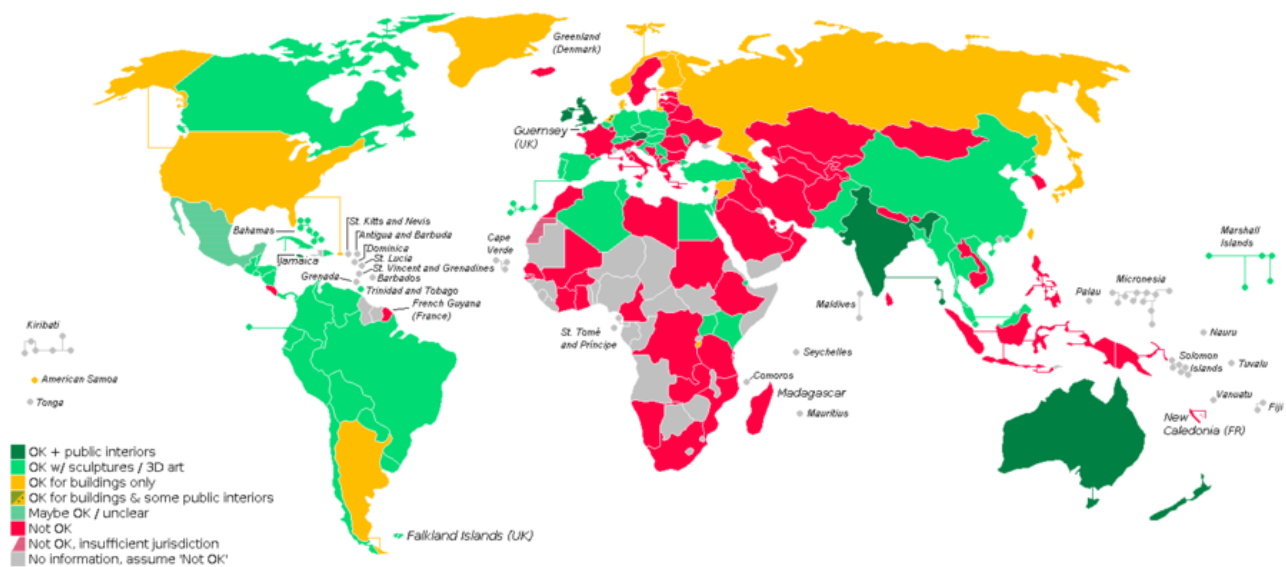 Greenland
(Denmark)
Guernsey
(UK)
Bahamas
Jamaica
St. Kitts and Nevis
Antigua and Barbuda
Dominica
St. Lucia
St. Vincent and Grenadines
Barbados
Grenada
Trinidad and Tobago
French Guyana
(France)
Cape
Verde
St. Tomè
and Príncipe
Maldives
Seychelles
Comoros
Madagascar
Mauritius
Marshall
Islands
Micronesia
Palau
Nauru
Solomon
Islands
Tuvalu
Vanuatu
Fiji
New
Caledonia (FR)
Kiribati
American Samoa
Tonga
Falkland Islands (UK)
OK + public interiors
OK w/ sculptures / 3D art
OK for buildings only
OK for buildings & some public interiors
Maybe OK / unclear
Not OK
Not OK, insufficient jurisdiction
No information, assume 'Not OK'